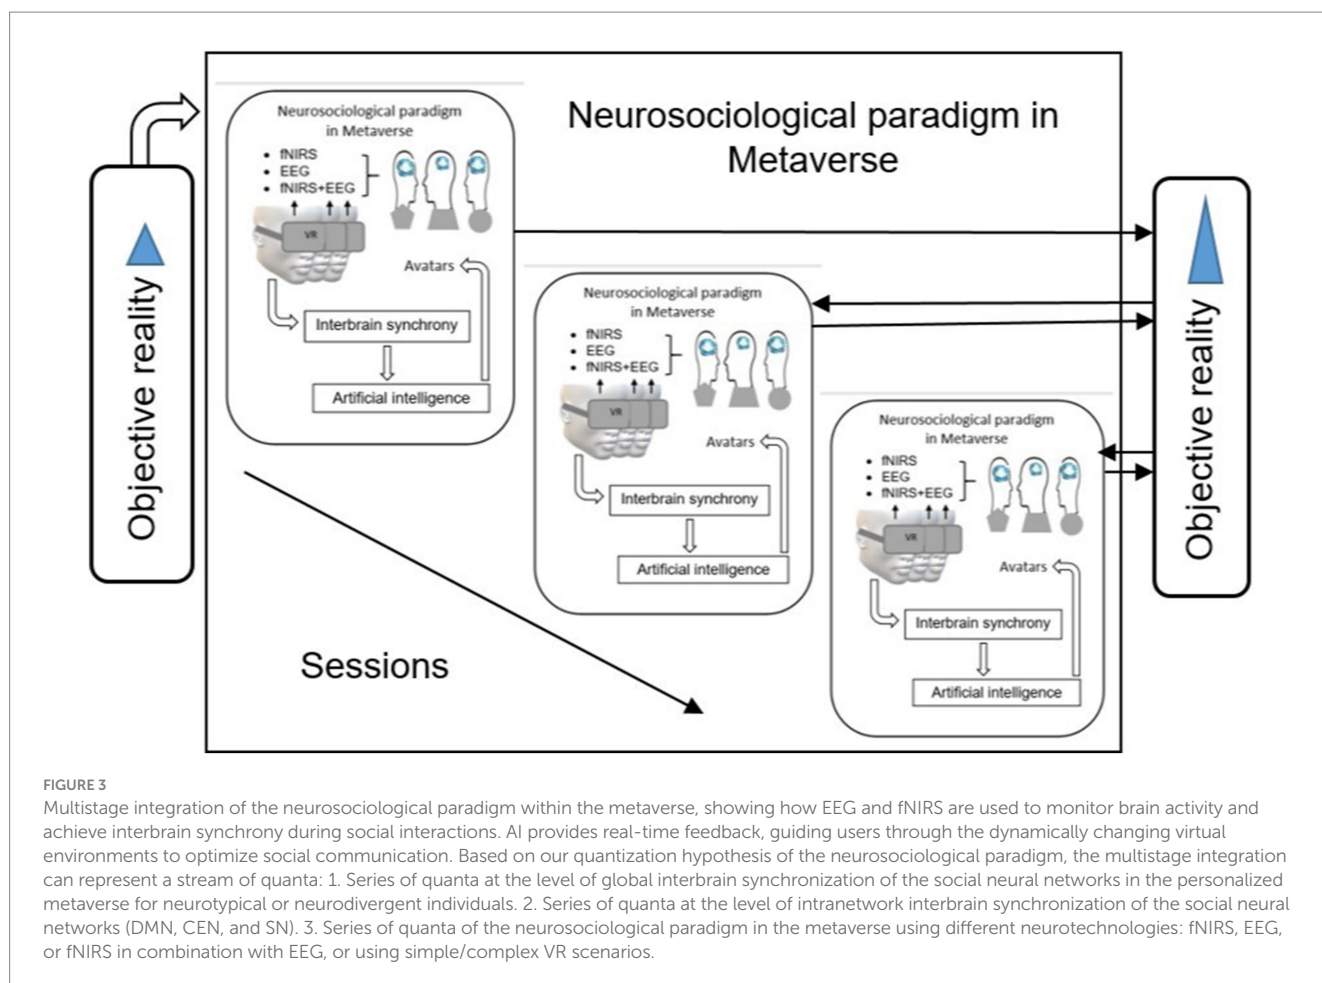 Neurosociological paradigm in
Metaverse
Objective reality
Neurosociological paradigm
in Metaverse
• fNIRS
• EEG
• fNIRS+EEG
VR
Avatars
Interbrain synchrony
Artificial intelligence
Neurosociological paradigm
in Metaverse
• fNIRS
• EEG
• fNIRS+EEG
VR
Avatars
Interbrain synchrony
Artificial intelligence
Neurosociological paradigm
in Metaverse
• fNIRS
• EEG
• fNIRS+EEG
VR
Avatars
Interbrain synchrony
Artificial intelligence
Sessions
Objective reality
FIGURE 3
Multistage integration of the neurosociological paradigm within the metaverse, showing how EEG and fNIRS are used to monitor brain activity and
achieve interbrain synchrony during social interactions. AI provides real-time feedback, guiding users through the dynamically changing virtual
environments to optimize social communication. Based on our quantization hypothesis of the neurosociological paradigm, the multistage integration
can represent a stream of quanta: 1. Series of quanta at the level of global interbrain synchronization of the social neural networks in the personalized
metaverse for neurotypical or neurodivergent individuals. 2. Series of quanta at the level of intranetwork interbrain synchronization of the social neural
networks (DMN, CEN, and SN). 3. Series of quanta of the neurosociological paradigm in the metaverse using different neurotechnologies: fNIRS, EEG,
or fNIRS in combination with EEG, or using simple/complex VR scenarios.